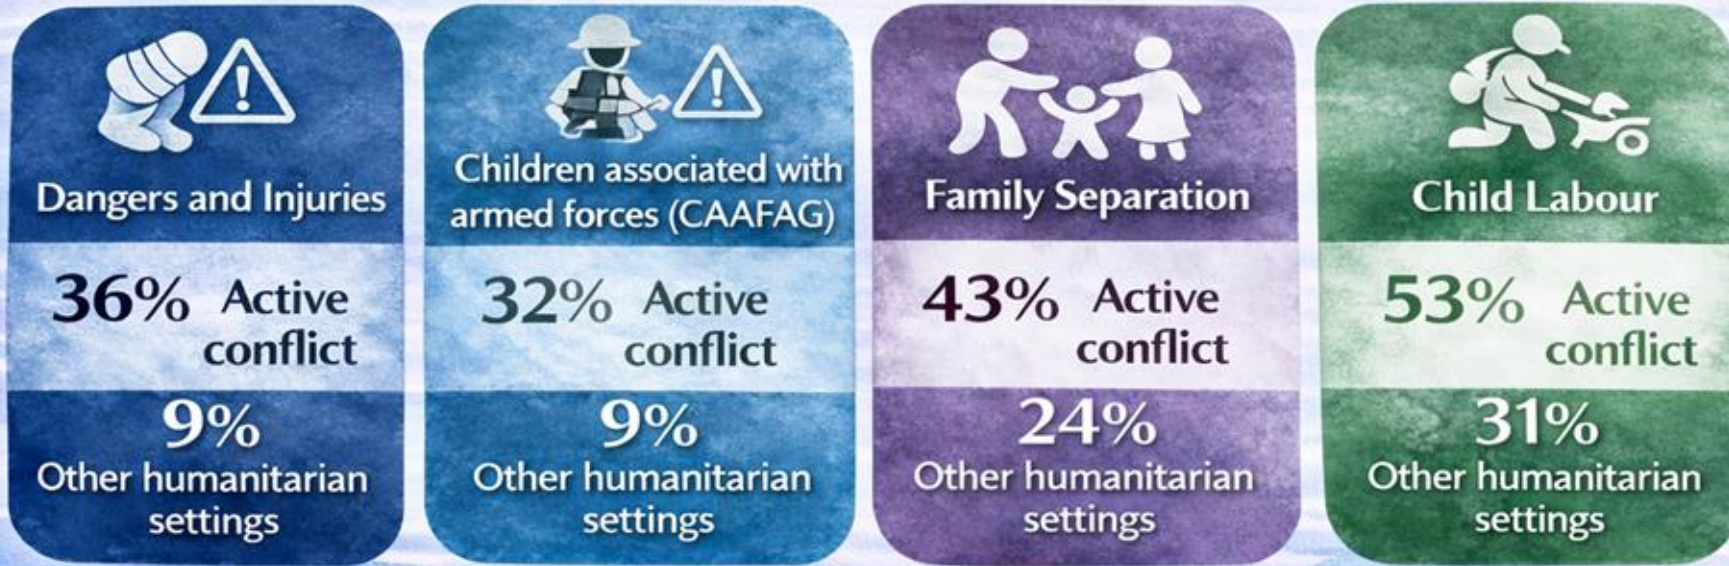 Dangers and Injuries
36% Active
conflict
9%
Other humanitarian
settings
Children associated with
armed forces (CAAFAG)
32% Active
conflict
9%
Other humanitarian
settings
Family Separation
43% Active
conflict
24%
Other humanitarian
settings
Child Labour
53% Active
conflict
31%
Other humanitarian
settings